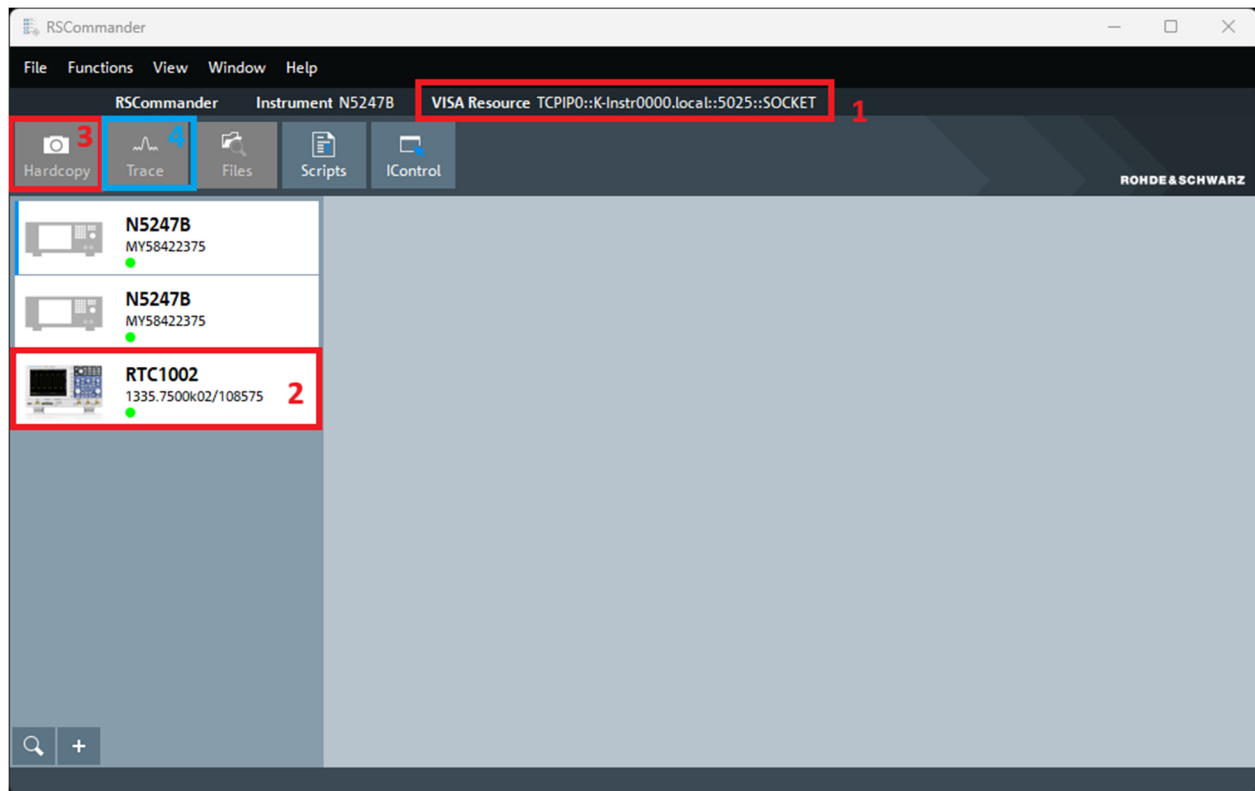 RSCommander
File Functions View Window Help
RSCommander Instrument N5247B VISA Resource TCPIP0::K-Instr0000.local::5025::SOCKET 1
3 4
Hardcopy Trace Files Scripts IControl
ROHDE&SCHWARZ
N5247B
MY58422375
N5247B
MY58422375
RTC1002
1335.7500k02/108575 2